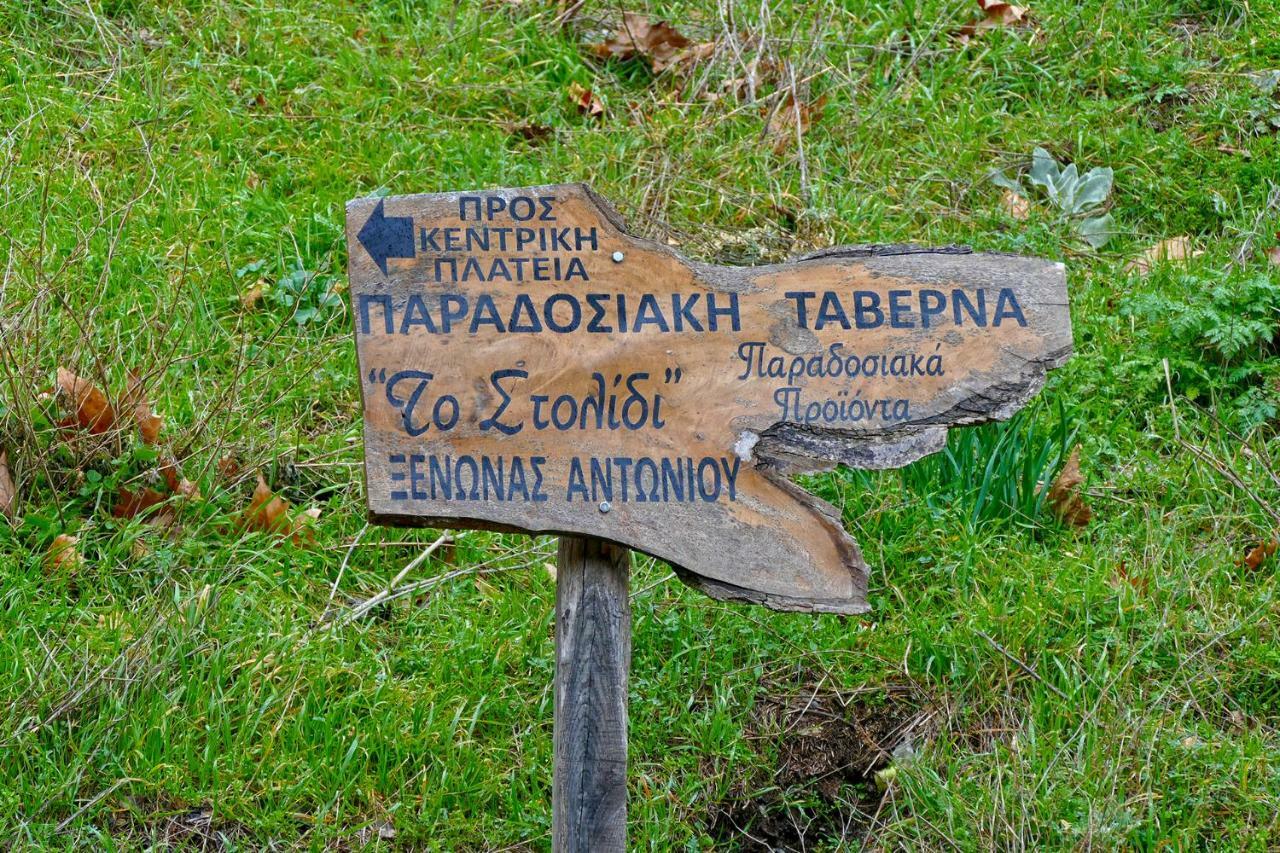 ΠΡΟΣ
ΚΕΝΤΡΙΚΗ
ΠΛΑΤΕΙΑ
ΠΑΡΑΔΟΣΙΑΚΗ ΤΑΒΕΡΝΑ
"Το Στολίδι"
Παραδοσιακά
Προϊόντα
ΞΕΝΩΝΑΣ ΑΝΤΩΝΙΟΥ